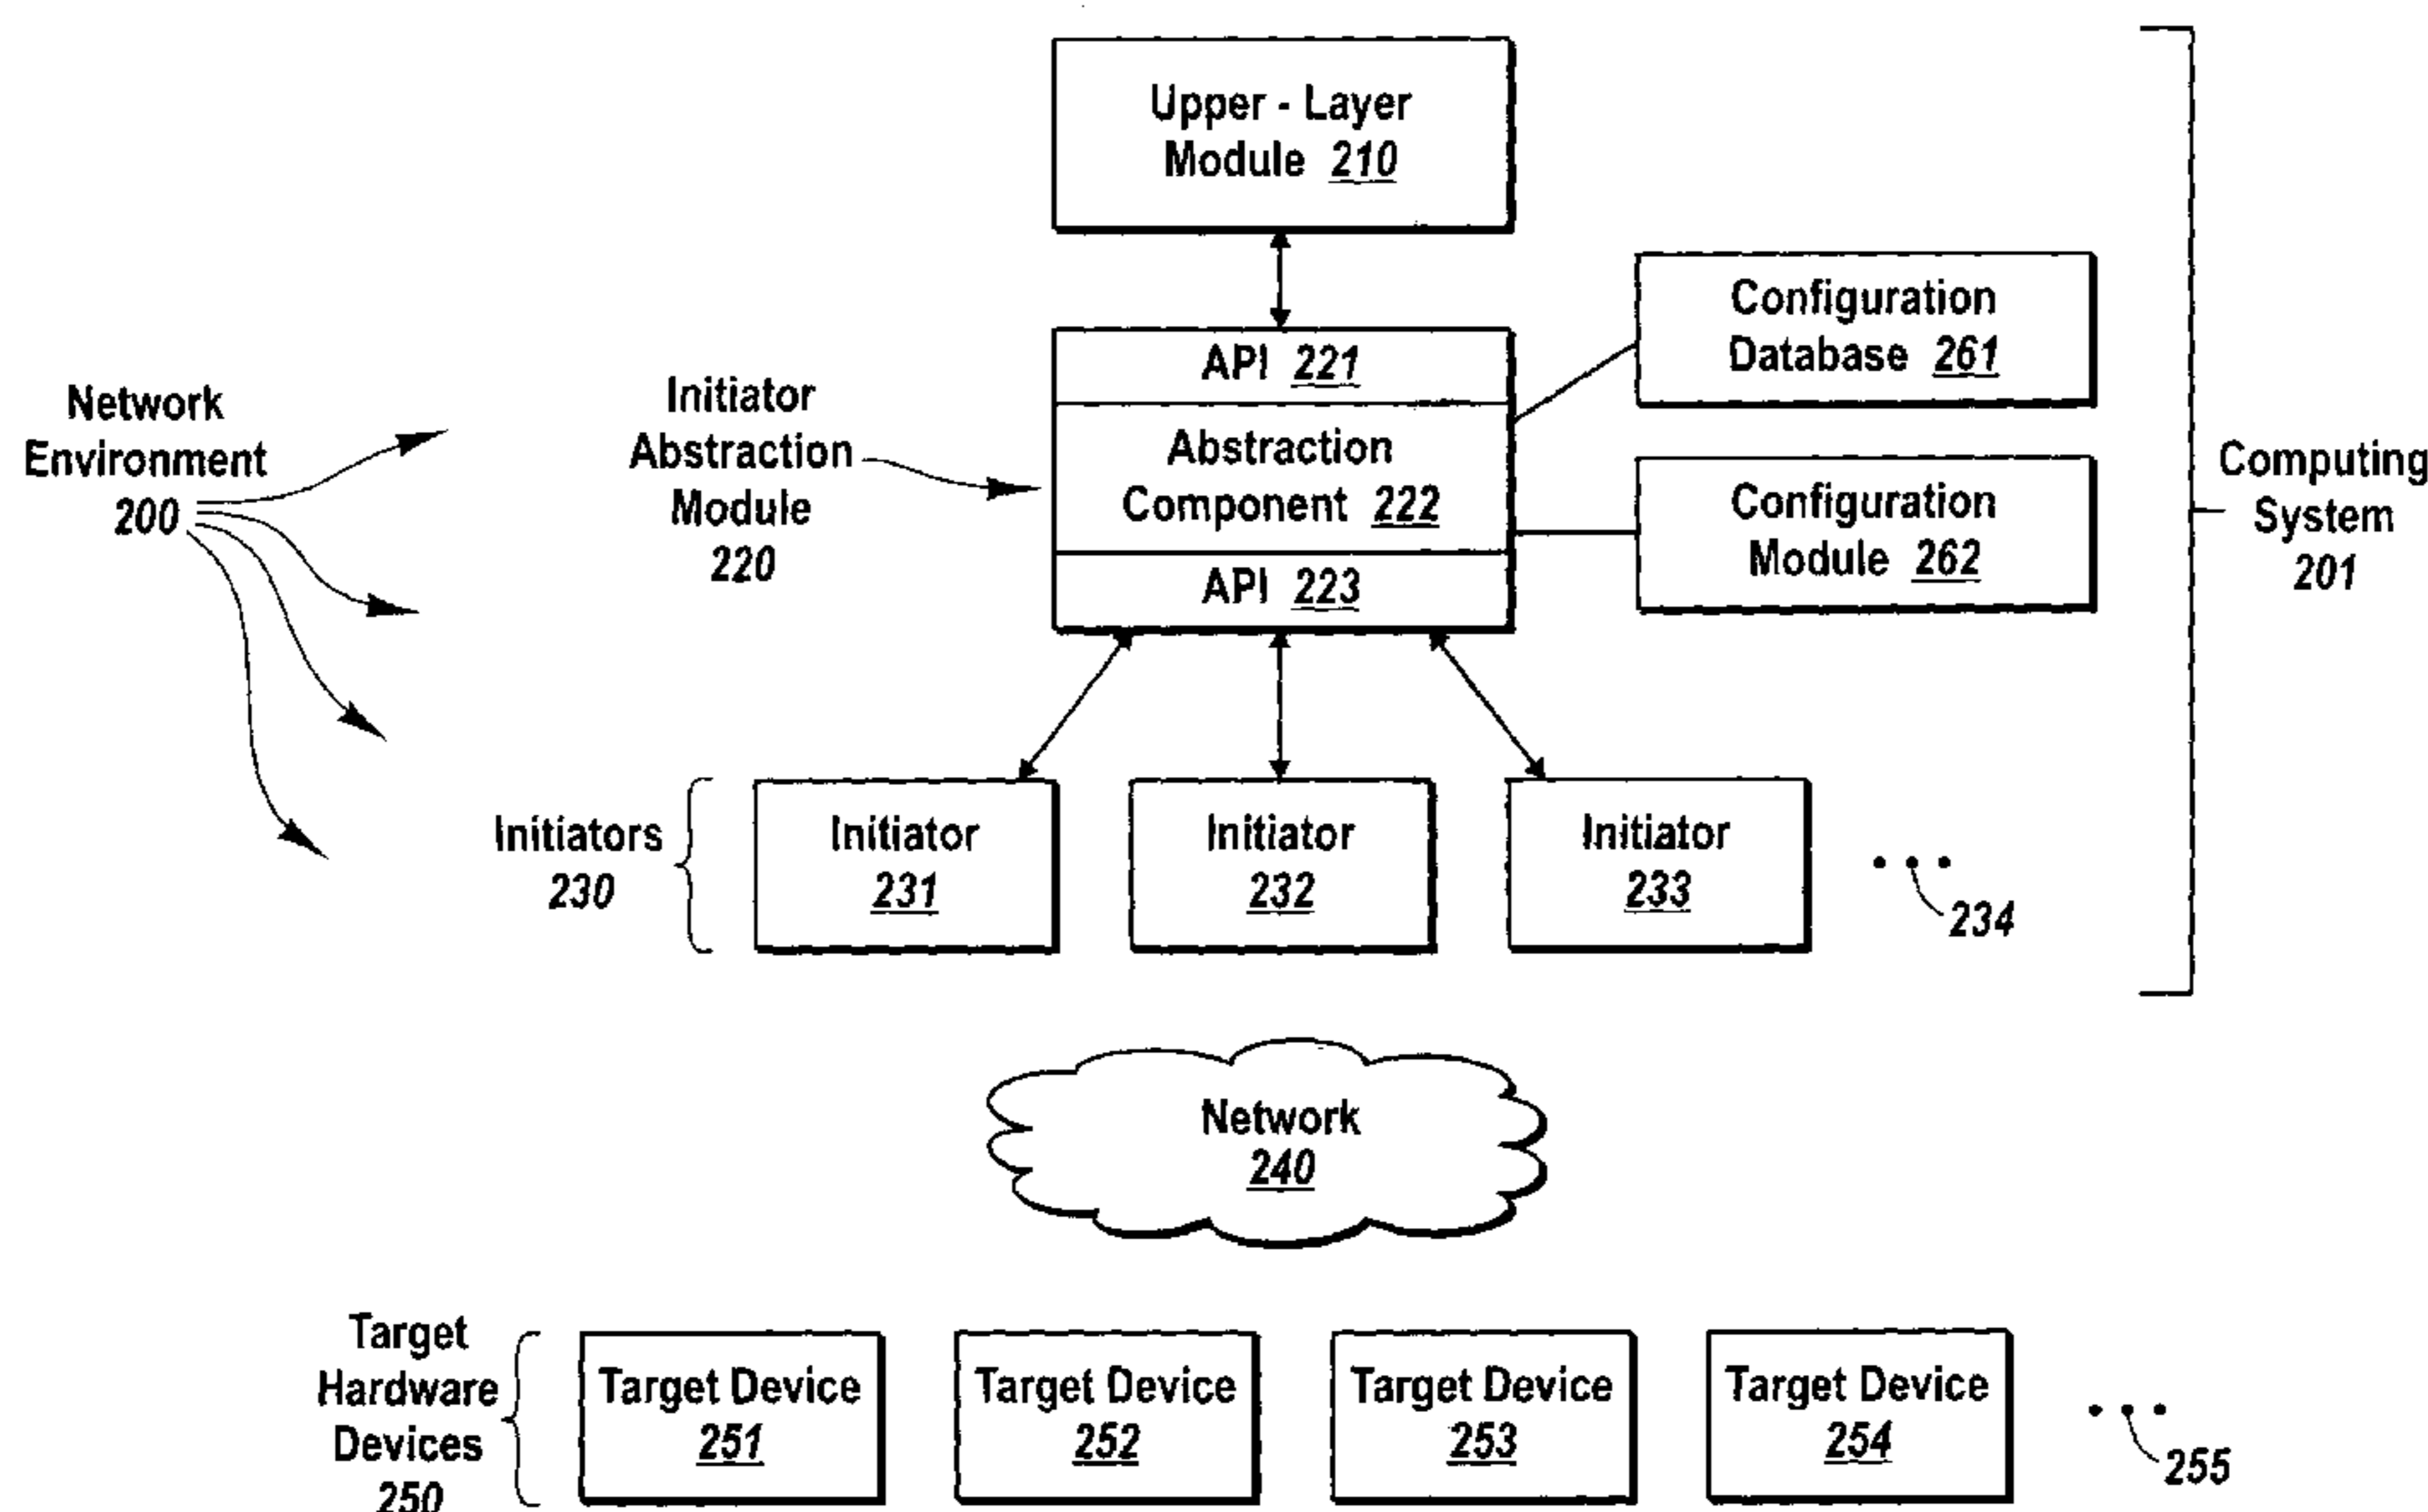 Upper - Layer
Module 210
Configuration
Database 261
API 221
Network
Environment
200
Initiator
Abstraction
Module
220
Abstraction
Component 222
Configuration
Module 262
API 223
Computing
System
201
Initiators
230
Initiator
231
Initiator
232
Initiator
233
234
Network
240
Target
Hardware
Devices
250
Target Device
251
Target Device
252
Target Device
253
Target Device
254
255